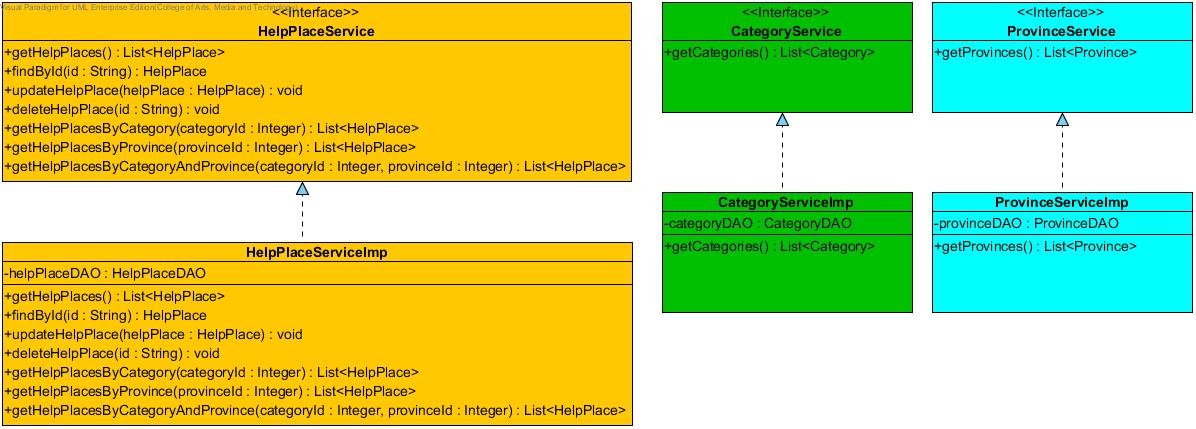 Visual Paradigm for UML Enterprise Edition(College of Arts, Media and Technology)
<<Interface>>
HelpPlaceService
+getHelpPlaces() : List<HelpPlace>
+findById(id : String) : HelpPlace
+updateHelpPlace(helpPlace : HelpPlace) : void
+deleteHelpPlace(id : String) : void
+getHelpPlacesByCategory(categoryId : Integer) : List<HelpPlace>
+getHelpPlacesByProvince(provinceId : Integer) : List<HelpPlace>
+getHelpPlacesByCategoryAndProvince(categoryId : Integer, provinceId : Integer) : List<HelpPlace>
<<Interface>>
CategoryService
+getCategories() : List<Category>
<<Interface>>
ProvinceService
+getProvinces() : List<Province>
HelpPlaceServiceImp
-helpPlaceDAO : HelpPlaceDAO
+getHelpPlaces() : List<HelpPlace>
+findById(id : String) : HelpPlace
+updateHelpPlace(helpPlace : HelpPlace) : void
+deleteHelpPlace(id : String) : void
+getHelpPlacesByCategory(categoryId : Integer) : List<HelpPlace>
+getHelpPlacesByProvince(provinceId : Integer) : List<HelpPlace>
+getHelpPlacesByCategoryAndProvince(categoryId : Integer, provinceId : Integer) : List<HelpPlace>
CategoryServiceImp
-categoryDAO : CategoryDAO
+getCategories() : List<Category>
ProvinceServiceImp
-provinceDAO : ProvinceDAO
+getProvinces() : List<Province>